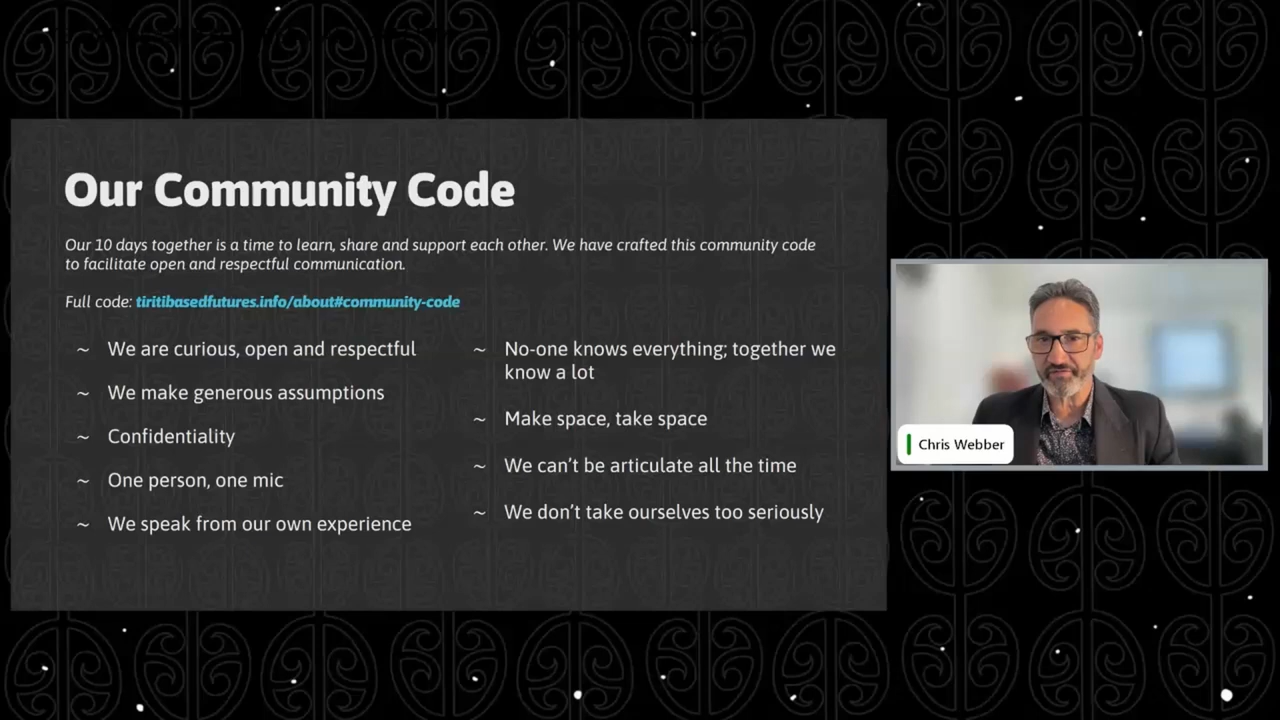 Our Community Code
Our 10 days together is a time to learn, share and support each other. We have crafted this community code
to facilitate open and respectful communication.
Full code: tiritibasedfutures.info/about#community-code
~ We are curious, open and respectful
~ We make generous assumptions
~ Confidentiality
~ One person, one mic
~ We speak from our own experience
~ No-one knows everything; together we
know a lot
~ Make space, take space
~ We can't be articulate all the time
~ We don't take ourselves too seriously
Chris Webber